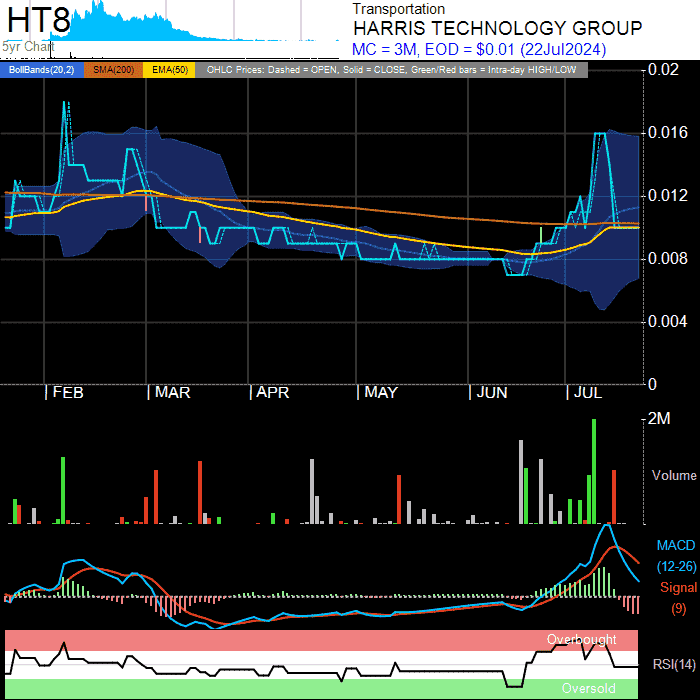 HT8
5yr Chart
Transportation
HARRIS TECHNOLOGY GROUP
MC = 3M, EOD = $0.01 (22Jul2024)
BollBands(20,2) SMA(200) EMA(50) OHLC Prices: Dashed = OPEN, Solid = CLOSE, Green/Red bars = Intra-day HIGH/LOW
0.02
0.016
0.012
0.008
0.004
0
FEB MAR APR MAY JUN JUL
2M
Volume
MACD
(12-26)
Signal
(9)
Overbought
RSI(14)
Oversold